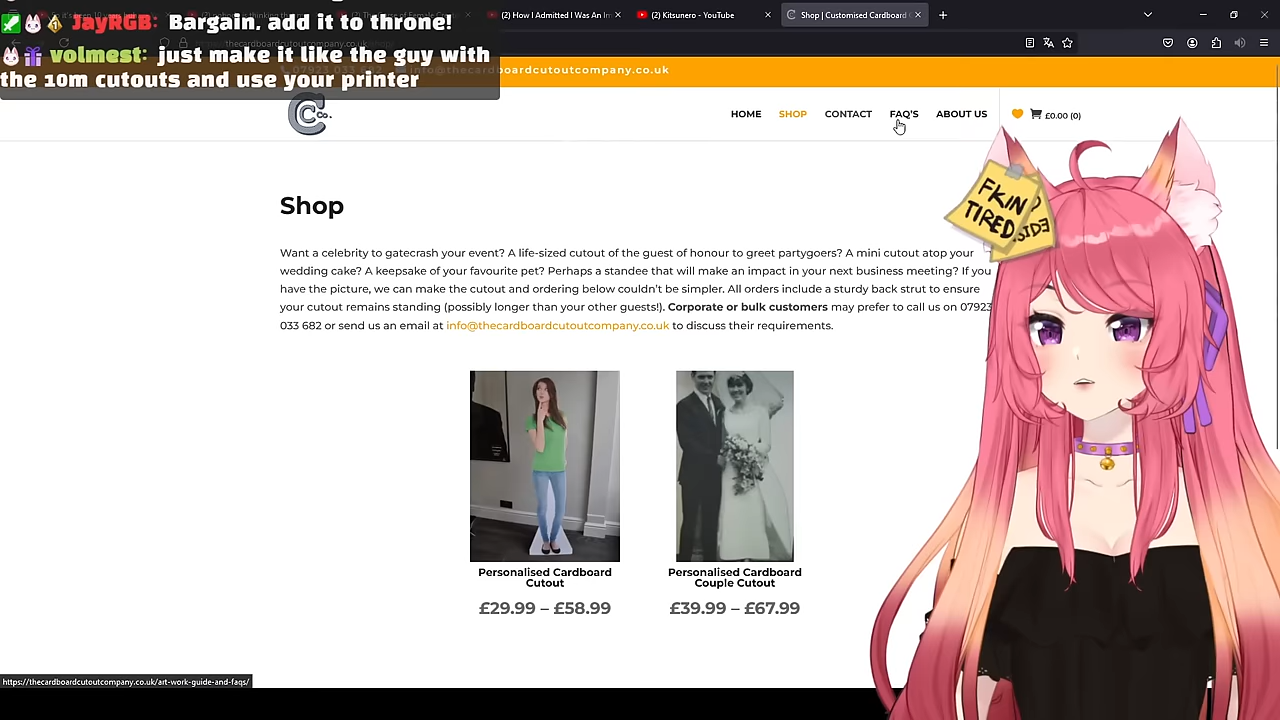 JayRGB: Bargain, add it to throne!
volmest: just make it like the guy with
the 10m cutouts and use your printer
(2) How I Admitted I Was An Im
(2) Kitsunero - YouTube
Shop | Customised Cardboard C
thecardboardcutoutcompany.co.uk
07923 033 682
info@thecardboardcutoutcompany.co.uk
CCo.
HOME
SHOP
CONTACT
FAQ'S
ABOUT US
£0.00 (0)
FKIN
TIRED
Shop
Want a celebrity to gatecrash your event? A life-sized cutout of the guest of honour to greet partygoers? A mini cutout atop your
wedding cake? A keepsake of your favourite pet? Perhaps a standee that will make an impact in your next business meeting? If you
have the picture, we can make the cutout and ordering below couldn't be simpler. All orders include a sturdy back strut to ensure
your cutout remains standing (possibly longer than your other guests!). Corporate or bulk customers may prefer to call us on 07923
033 682 or send us an email at info@thecardboardcutoutcompany.co.uk to discuss their requirements.
Personalised Cardboard
Cutout
£29.99 – £58.99
Personalised Cardboard
Couple Cutout
£39.99 – £67.99
https://thecardboardcutoutcompany.co.uk/art-work-guide-and-faqs/